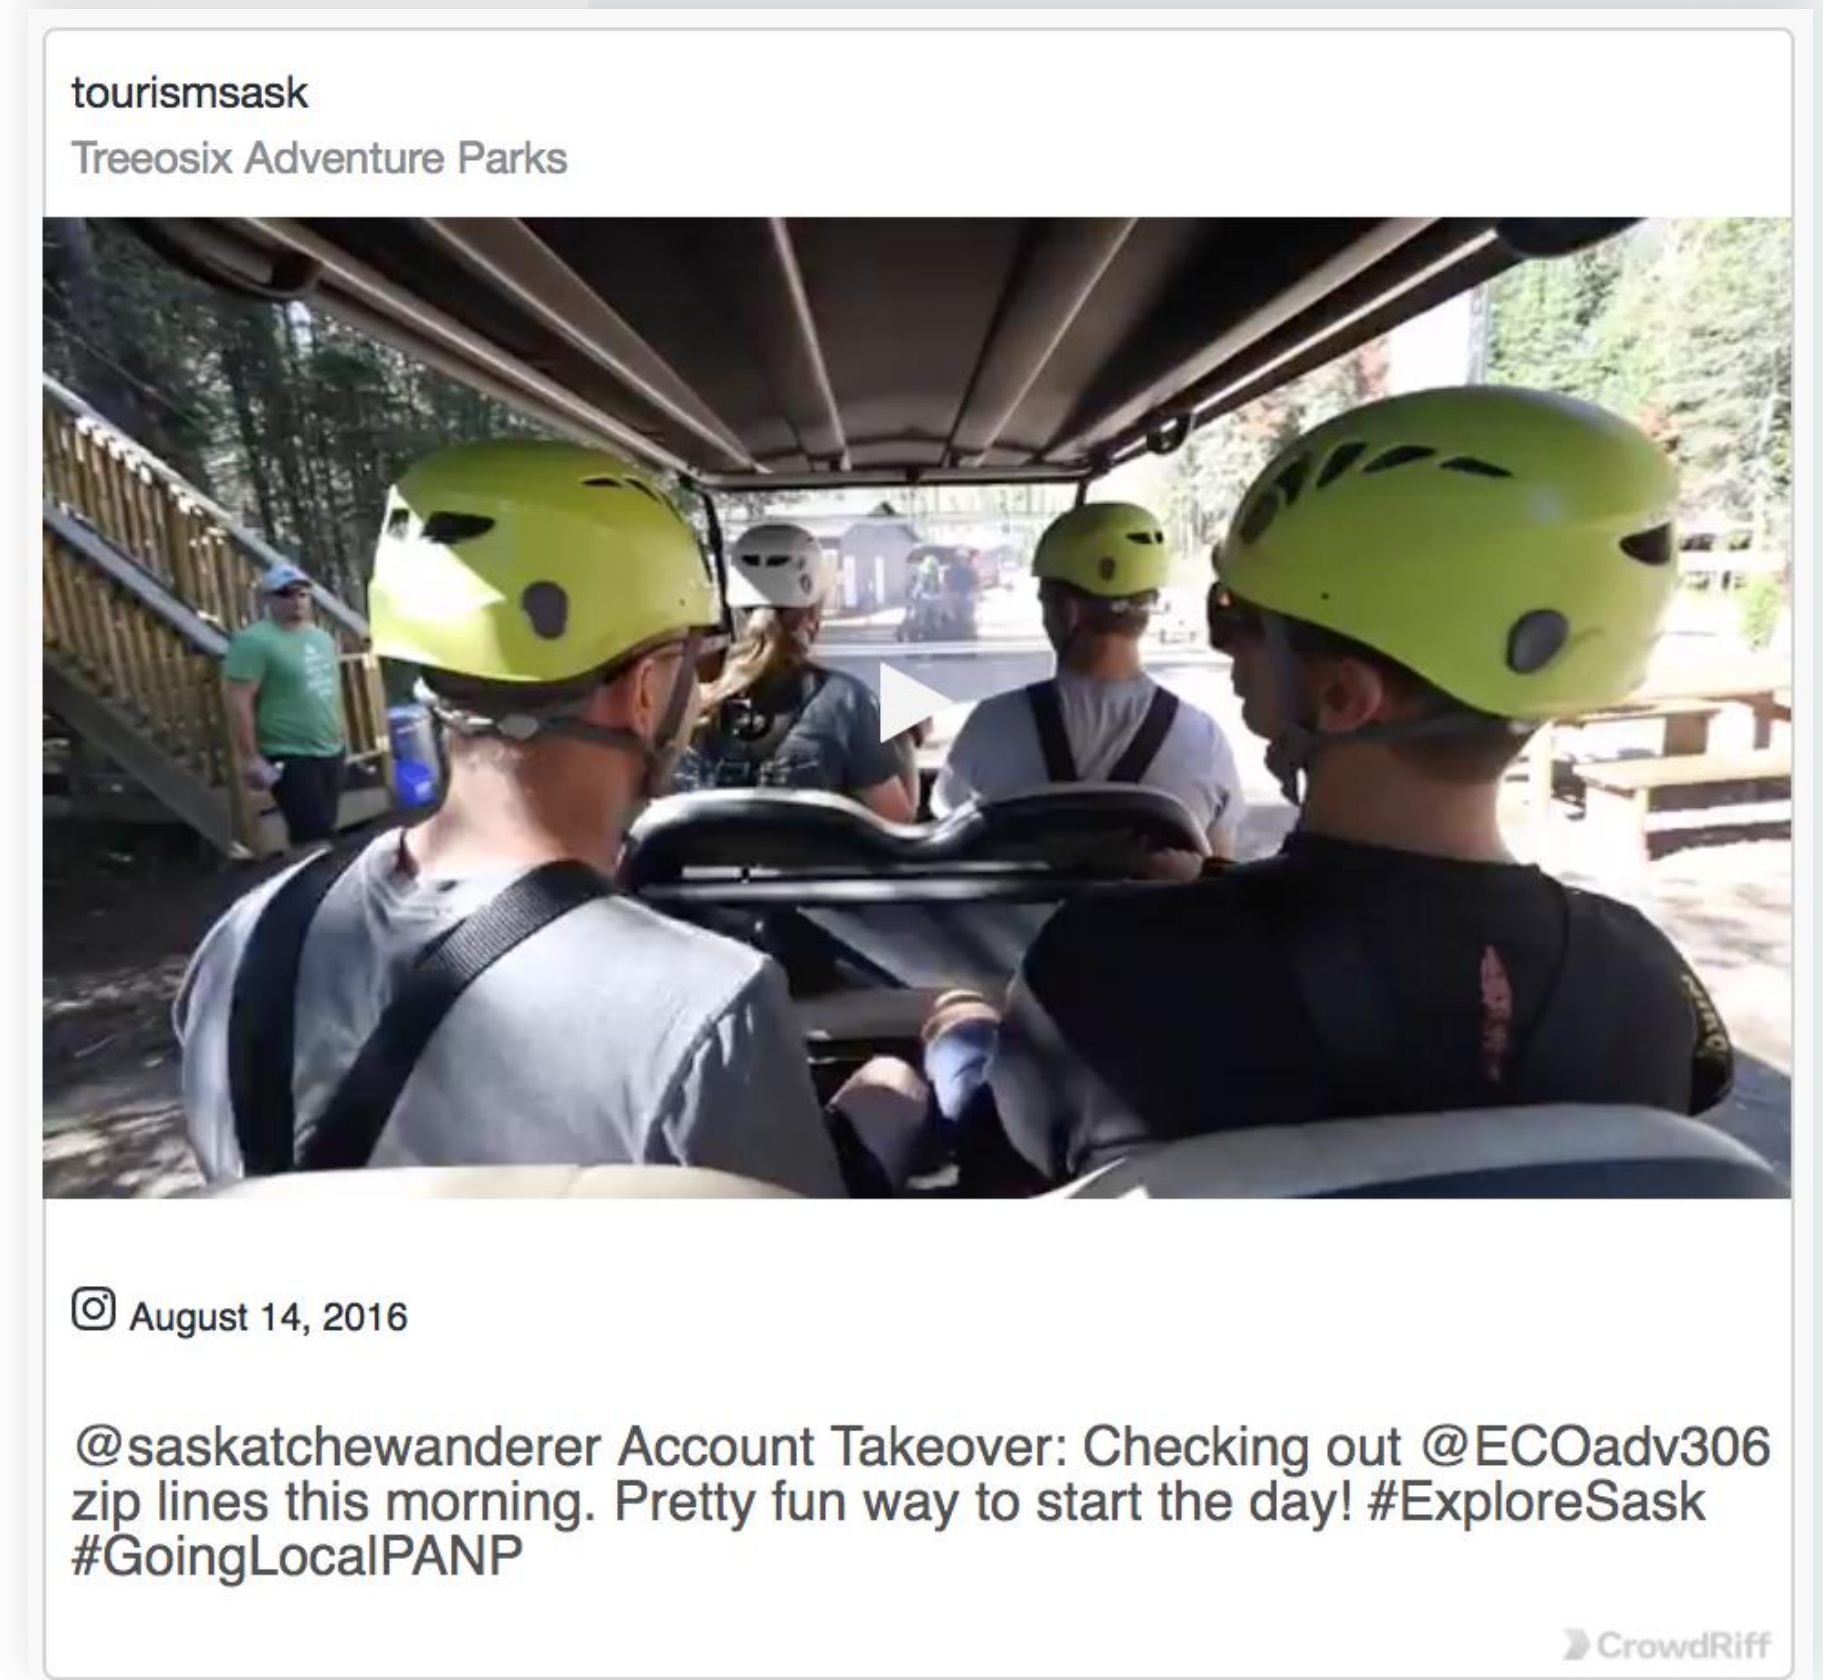 tourismsask
Treeosix Adventure Parks
August 14, 2016
@saskatchewanderer Account Takeover: Checking out @ECOadv306
zip lines this morning. Pretty fun way to start the day! #ExploreSask
#GoingLocalPANP
CrowdRiff